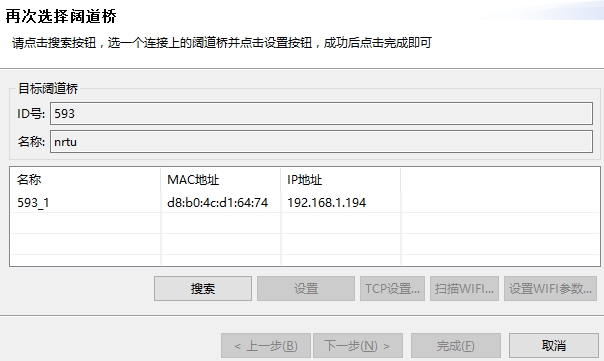 再次选择阔道桥
请点击搜索按钮，选一个连接上的阔道桥并点击设置按钮，成功后点击完成即可
目标阔道桥
ID号: 593
名称: nrtu
名称 MAC地址 IP地址
593_1 d8:b0:4c:d1:64:74 192.168.1.194
搜索 设置 TCP设置... 扫描WIFI... 设置WIFI参数...
< 上一步(B) 下一步(N) > 完成(F) 取消